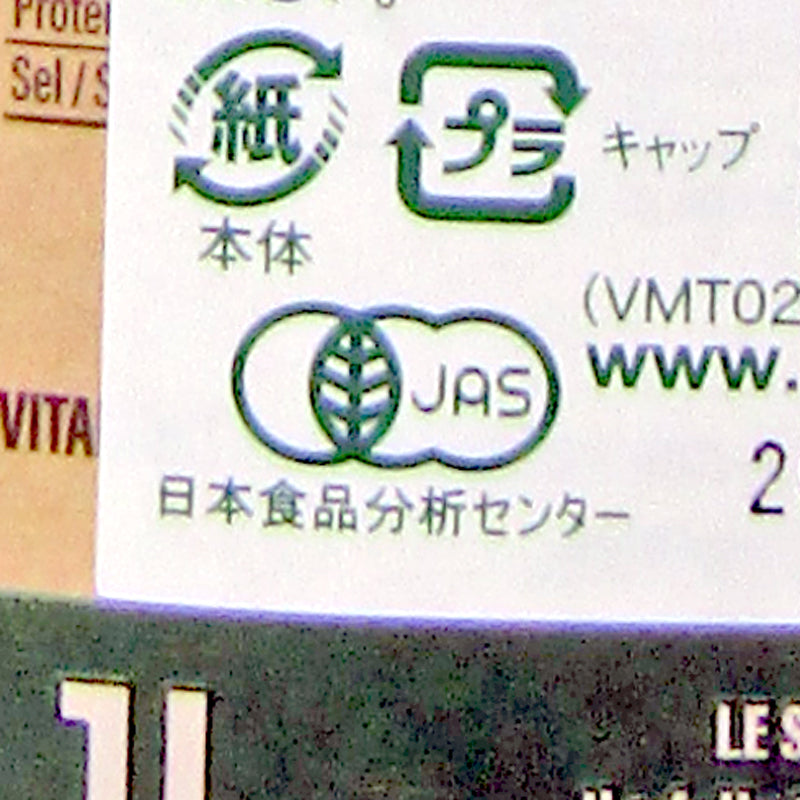 Sel /
紙
プラ
キャップ
本体
(VMT02
www.
JAS
2
日本食品分析センター
VITA
1L
LE S